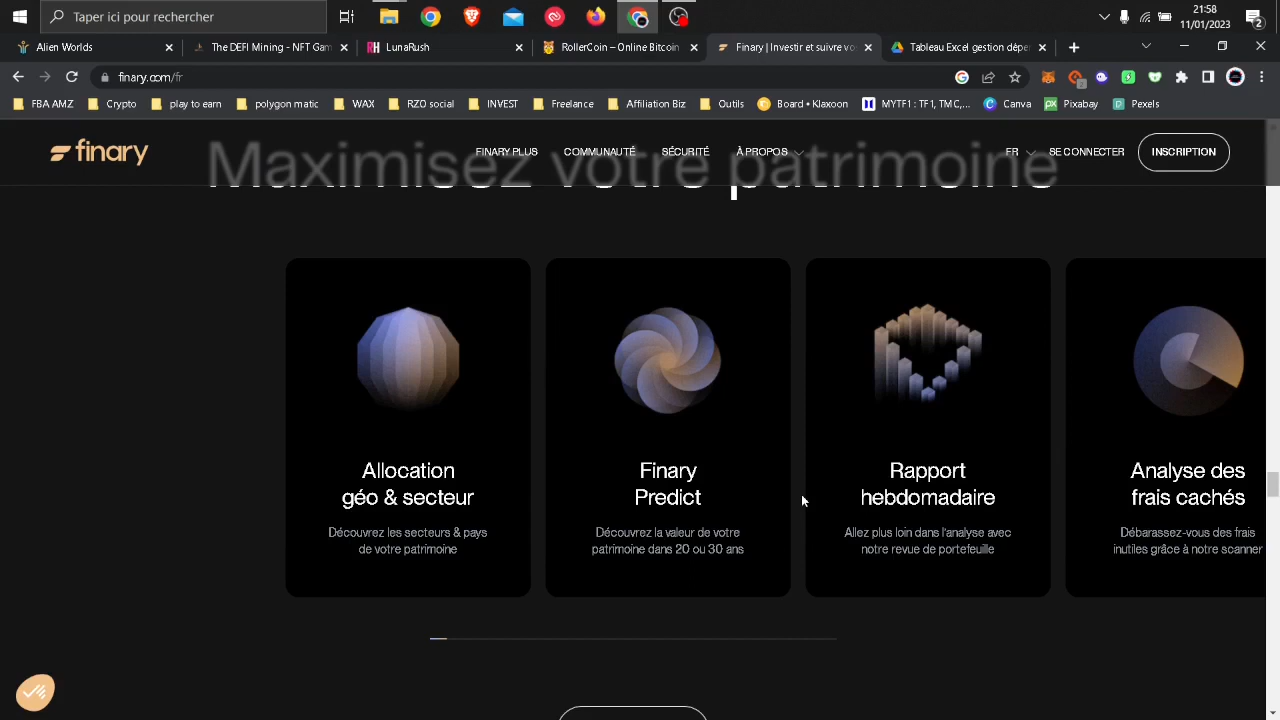 Taper ici pour rechercher
21:58
11/01/2023
2
Alien Worlds
The DEFI Mining - NFT Gam
LunaRush
RollerCoin – Online Bitcoin
Finary | Investir et suivre vo
Tableau Excel gestion dépe
finary.com/fr
FBA AMZ
Crypto
play to earn
polygon matic
WAX
RZO social
INVEST
Freelance
Affiliation Biz
Outils
Board • Klaxoon
MYTF1 : TF1, TMC,...
Canva
Pixabay
Pexels
finary
FINARY PLUS
COMMUNAUTÉ
SÉCURITÉ
À PROPOS
FR
SE CONNECTER
INSCRIPTION
Maximisez votre patrimoine
Allocation
géo & secteur
Découvrez les secteurs & pays
de votre patrimoine
Finary
Predict
Découvrez la valeur de votre
patrimoine dans 20 ou 30 ans
Rapport
hebdomadaire
Allez plus loin dans l'analyse avec
notre revue de portefeuille
Analyse des
frais cachés
Débarassez-vous des frais
inutiles grâce à notre scanner